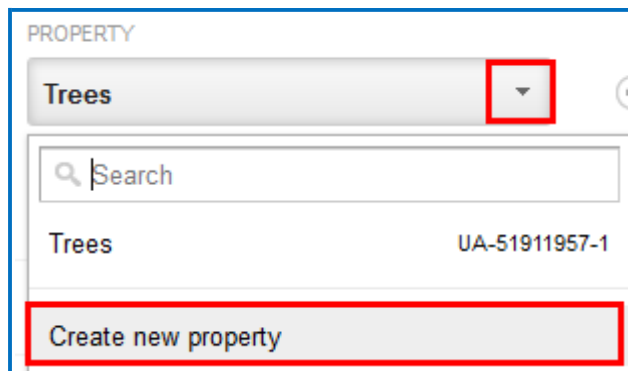 PROPERTY
Trees
Search
Trees UA-51911957-1
Create new property